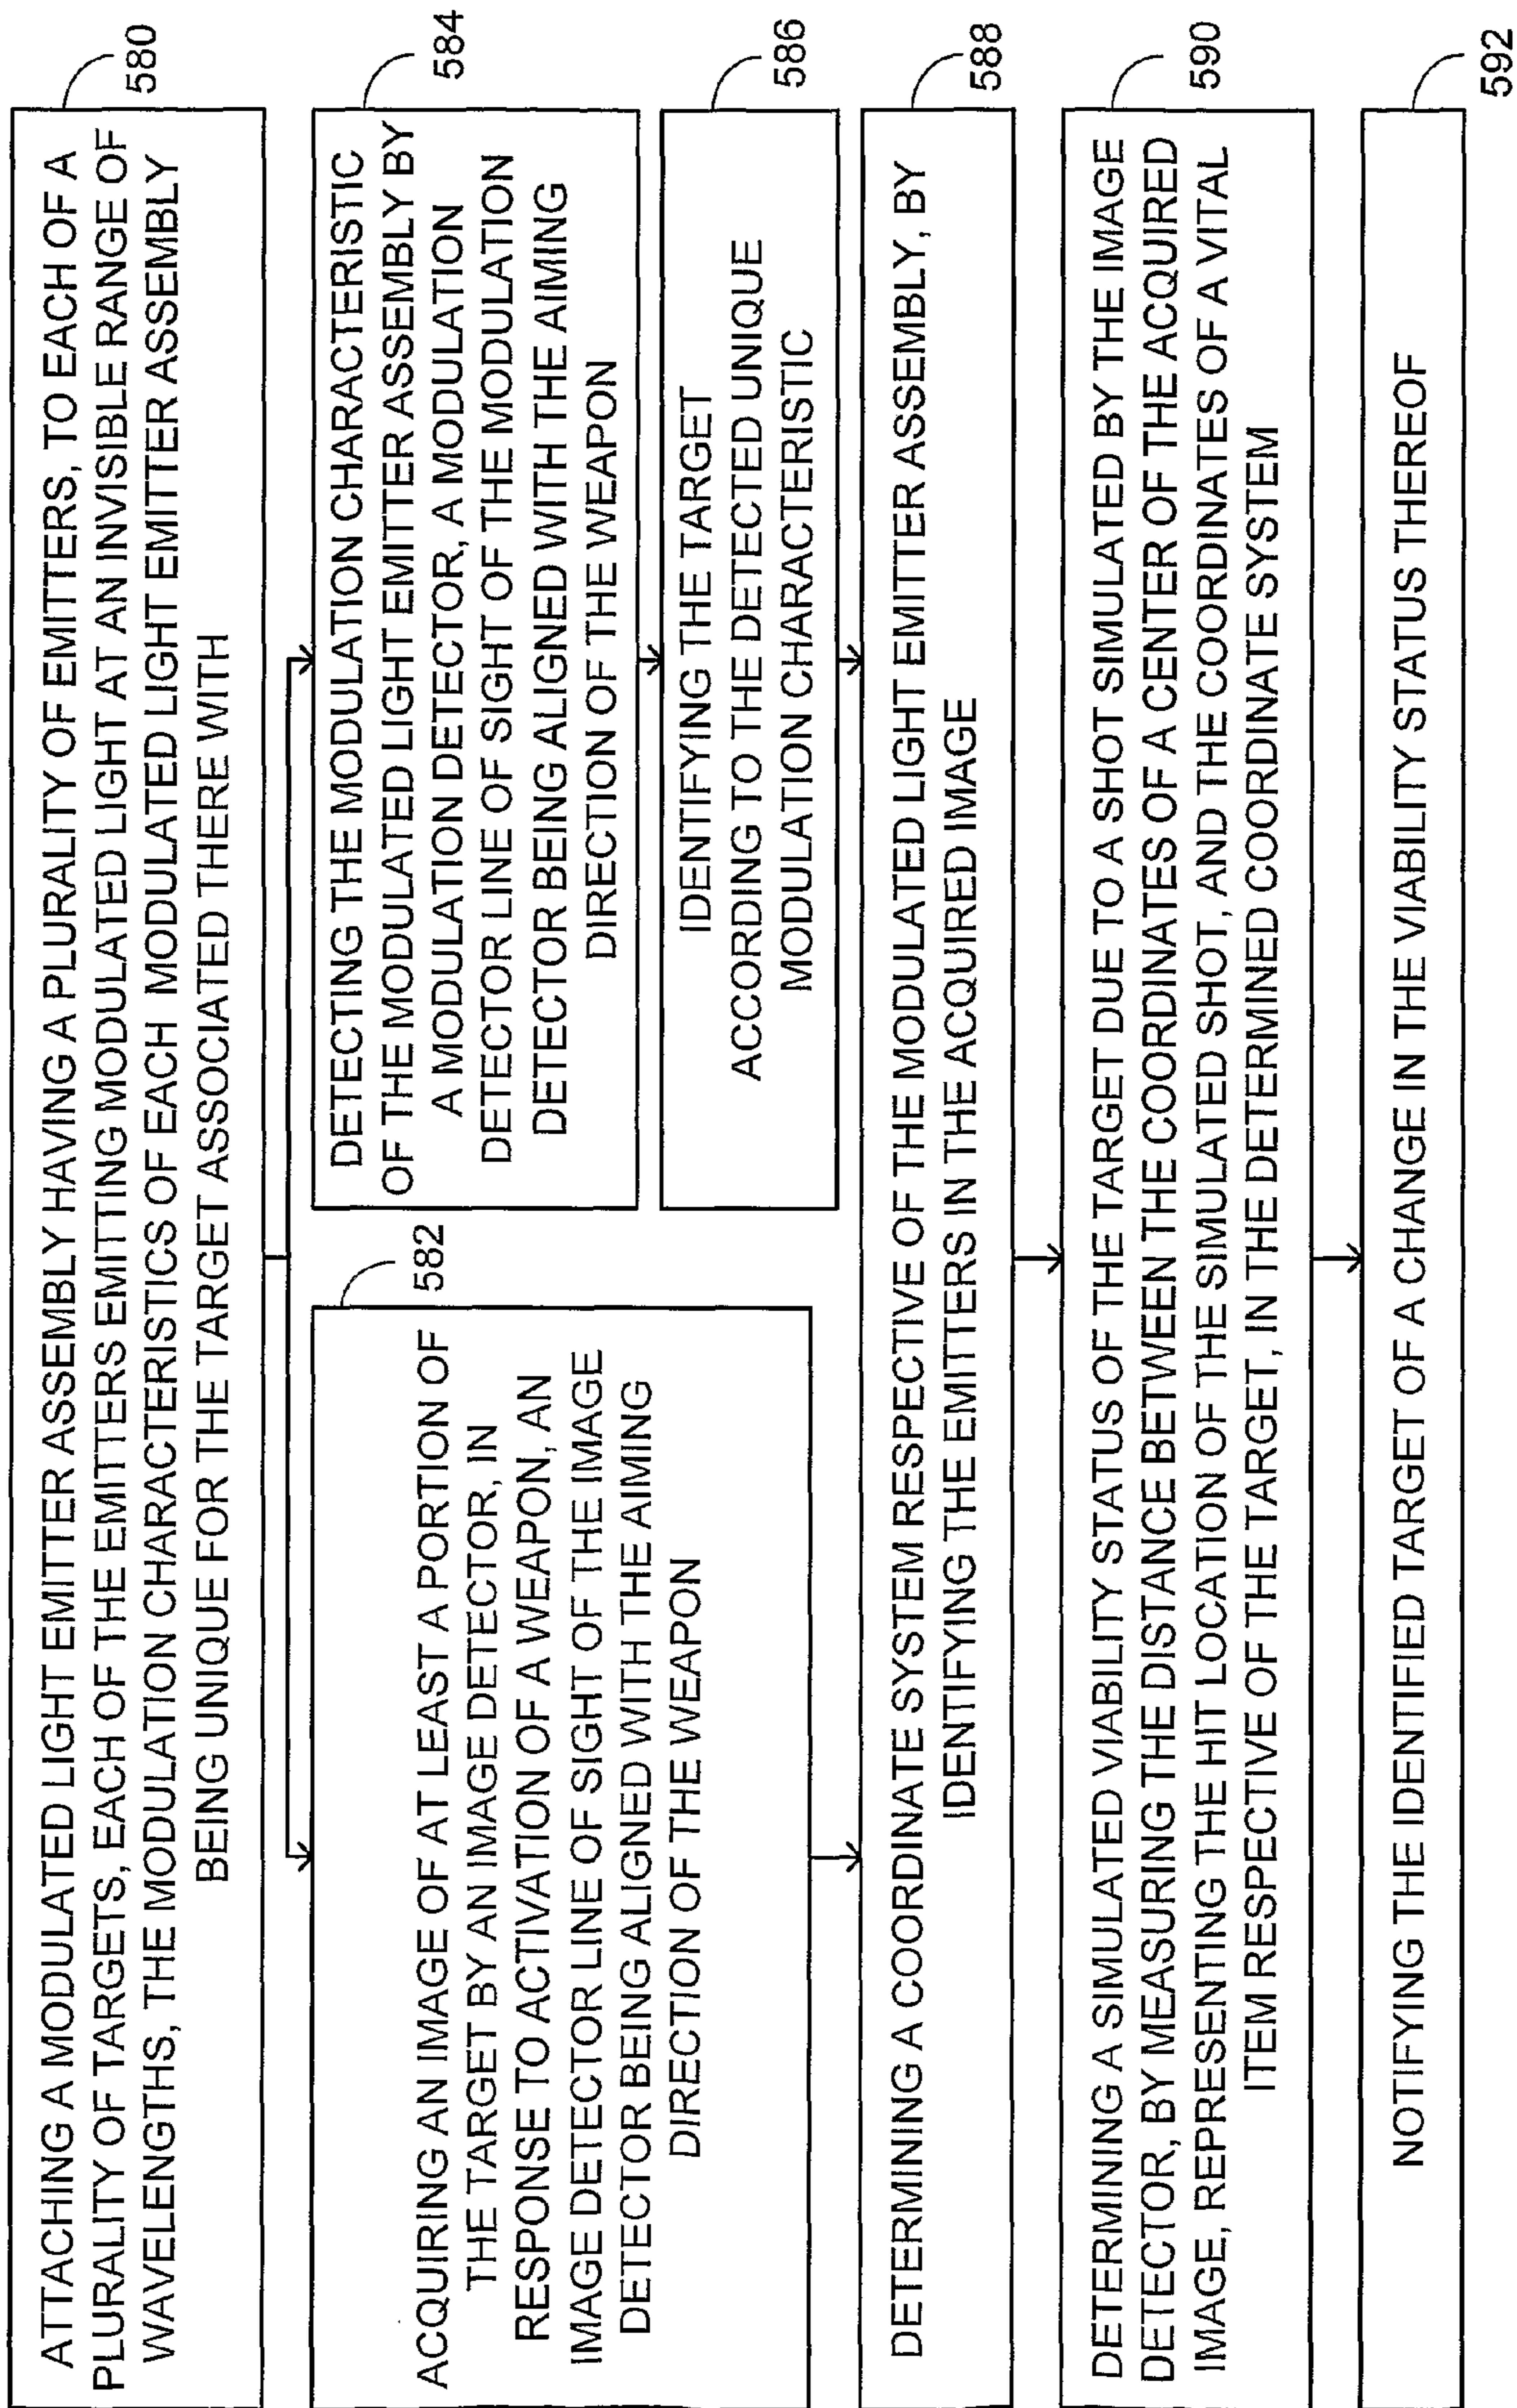 ATTACHING A MODULATED LIGHT EMITTER ASSEMBLY HAVING A PLURALITY OF EMITTERS, TO EACH OF A
PLURALITY OF TARGETS, EACH OF THE EMITTERS EMITTING MODULATED LIGHT AT AN INVISIBLE RANGE OF
WAVELENGTHS, THE MODULATION CHARACTERISTICS OF EACH MODULATED LIGHT EMITTER ASSEMBLY
BEING UNIQUE FOR THE TARGET ASSOCIATED THERE WITH
580
ACQUIRING AN IMAGE OF AT LEAST A PORTION OF
THE TARGET BY AN IMAGE DETECTOR, IN
RESPONSE TO ACTIVATION OF A WEAPON, AN
IMAGE DETECTOR LINE OF SIGHT OF THE IMAGE
DETECTOR BEING ALIGNED WITH THE AIMING
DIRECTION OF THE WEAPON
582
DETECTING THE MODULATION CHARACTERISTIC
OF THE MODULATED LIGHT EMITTER ASSEMBLY BY
A MODULATION DETECTOR, A MODULATION
DETECTOR LINE OF SIGHT OF THE MODULATION
DETECTOR BEING ALIGNED WITH THE AIMING
DIRECTION OF THE WEAPON
584
IDENTIFYING THE TARGET
ACCORDING TO THE DETECTED UNIQUE
MODULATION CHARACTERISTIC
586
DETERMINING A COORDINATE SYSTEM RESPECTIVE OF THE MODULATED LIGHT EMITTER ASSEMBLY, BY
IDENTIFYING THE EMITTERS IN THE ACQUIRED IMAGE
588
DETERMINING A SIMULATED VIABILITY STATUS OF THE TARGET DUE TO A SHOT SIMULATED BY THE IMAGE
DETECTOR, BY MEASURING THE DISTANCE BETWEEN THE COORDINATES OF A CENTER OF THE ACQUIRED
IMAGE, REPRESENTING THE HIT LOCATION OF THE SIMULATED SHOT, AND THE COORDINATES OF A VITAL
ITEM RESPECTIVE OF THE TARGET, IN THE DETERMINED COORDINATE SYSTEM
590
NOTIFYING THE IDENTIFIED TARGET OF A CHANGE IN THE VIABILITY STATUS THEREOF
592